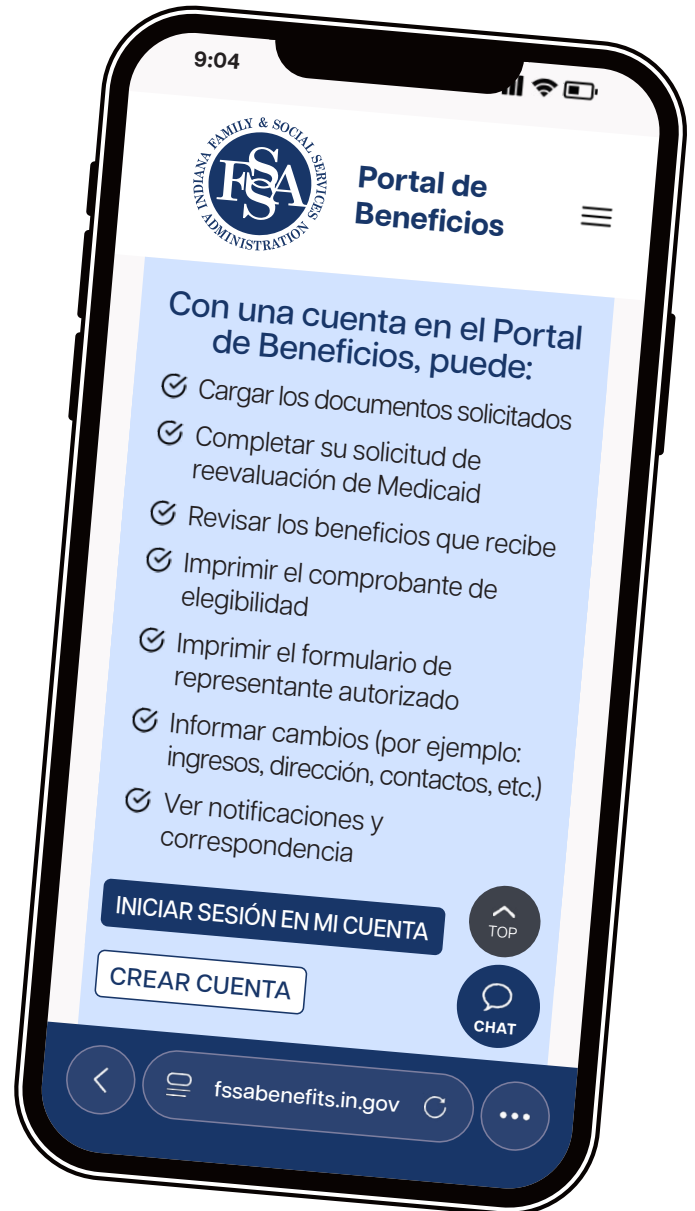 9:04
INDIANA FAMILY & SOCIAL SERVICES ADMINISTRATION
FSSA
Portal de
Beneficios
Con una cuenta en el Portal
de Beneficios, puede:
Cargar los documentos solicitados
Completar su solicitud de
reevaluación de Medicaid
Revisar los beneficios que recibe
Imprimir el comprobante de
elegibilidad
Imprimir el formulario de
representante autorizado
Informar cambios (por ejemplo:
ingresos, dirección, contactos, etc.)
Ver notificaciones y
correspondencia
INICIAR SESIÓN EN MI CUENTA
TOP
CREAR CUENTA
CHAT
fssabenefits.in.gov